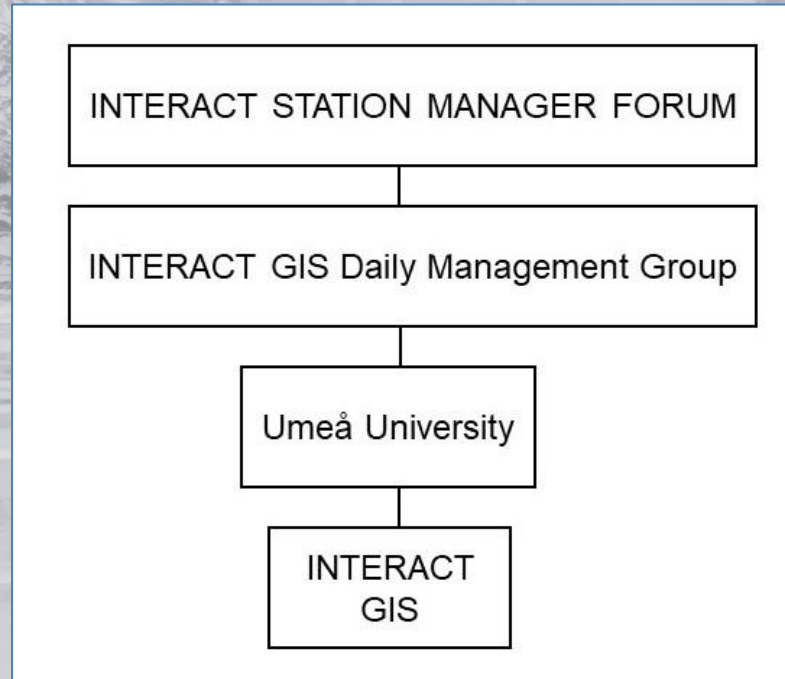 INTERACT STATION MANAGER FORUM
INTERACT GIS Daily Management Group
Umeå University
INTERACT
GIS